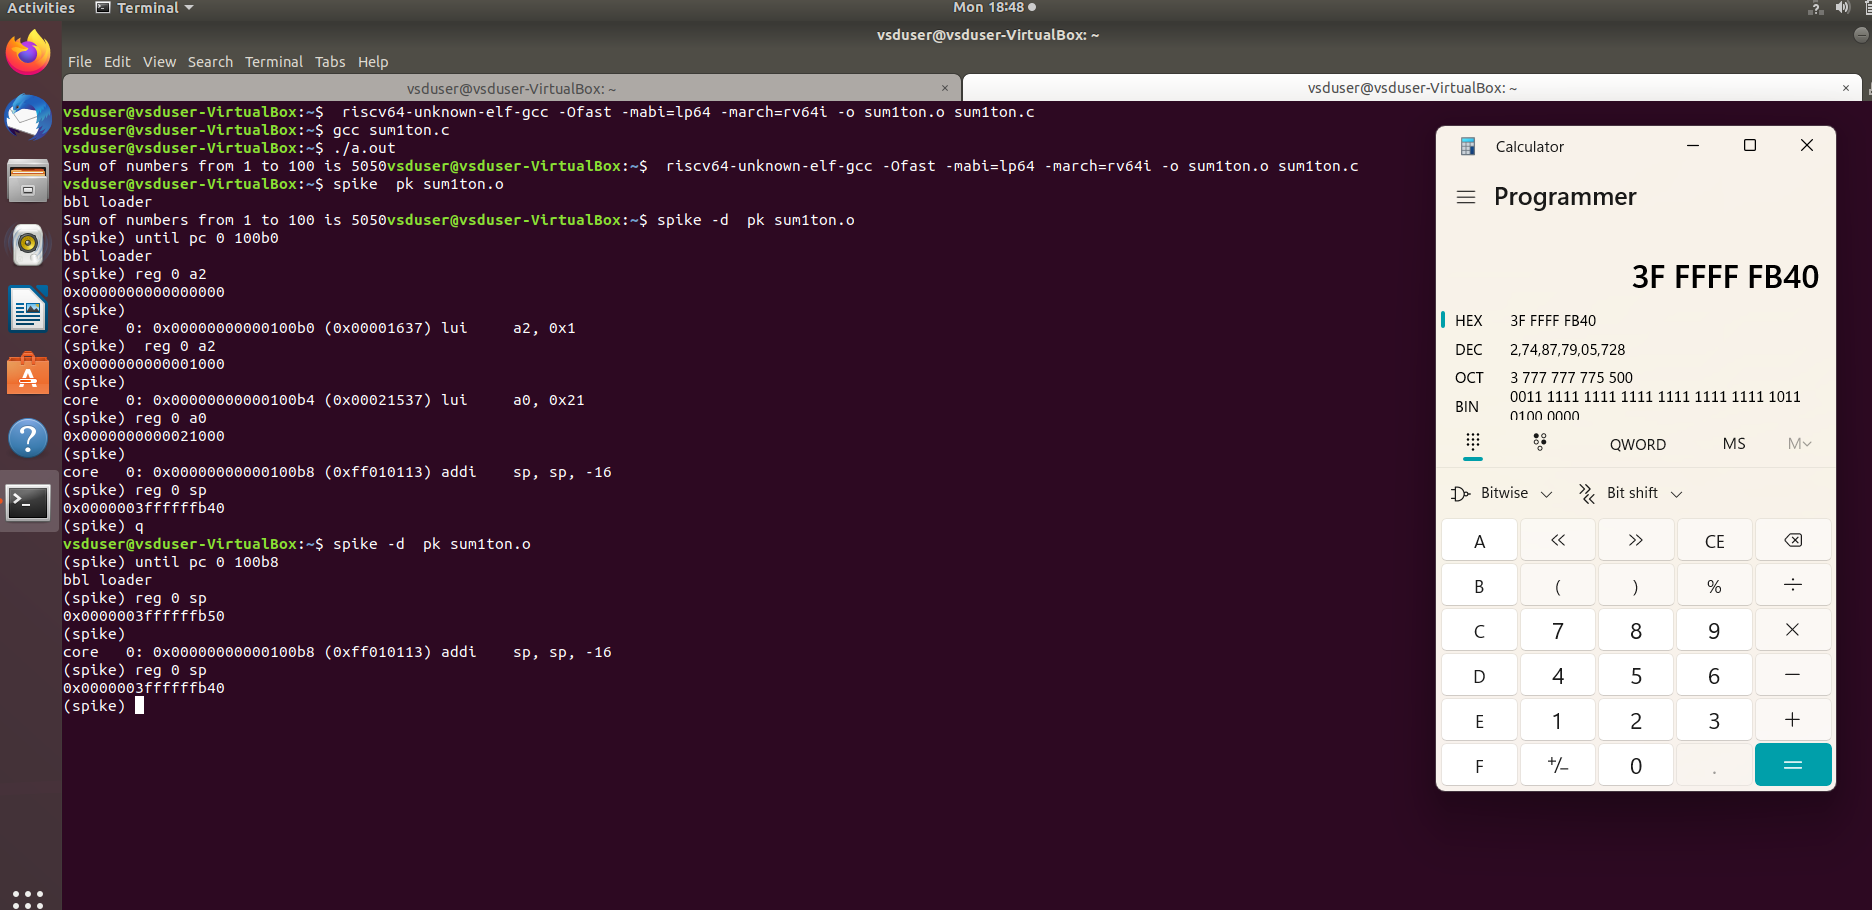 Activities Terminal Mon 18:48
vsduser@vsduser-VirtualBox: ~
File Edit View Search Terminal Tabs Help
vsduser@vsduser-VirtualBox: ~ × vsduser@vsduser-VirtualBox: ~ ×
vsduser@vsduser-VirtualBox:~$  riscv64-unknown-elf-gcc -Ofast -mabi=lp64 -march=rv64i -o sum1ton.o sum1ton.c
vsduser@vsduser-VirtualBox:~$ gcc sum1ton.c
vsduser@vsduser-VirtualBox:~$ ./a.out
Sum of numbers from 1 to 100 is 5050vsduser@vsduser-VirtualBox:~$  riscv64-unknown-elf-gcc -Ofast -mabi=lp64 -march=rv64i -o sum1ton.o sum1ton.c
vsduser@vsduser-VirtualBox:~$ spike  pk sum1ton.o
bbl loader
Sum of numbers from 1 to 100 is 5050vsduser@vsduser-VirtualBox:~$ spike -d  pk sum1ton.o
(spike) until pc 0 100b0
bbl loader
(spike) reg 0 a2
0x0000000000000000
(spike)
core   0: 0x00000000000100b0 (0x00001637) lui     a2, 0x1
(spike)  reg 0 a2
0x0000000000001000
(spike)
core   0: 0x00000000000100b4 (0x00021537) lui     a0, 0x21
(spike) reg 0 a0
0x0000000000021000
(spike)
core   0: 0x00000000000100b8 (0xff010113) addi    sp, sp, -16
(spike) reg 0 sp
0x0000003ffffffb40
(spike) q
vsduser@vsduser-VirtualBox:~$ spike -d  pk sum1ton.o
(spike) until pc 0 100b8
bbl loader
(spike) reg 0 sp
0x0000003ffffffb50
(spike)
core   0: 0x00000000000100b8 (0xff010113) addi    sp, sp, -16
(spike) reg 0 sp
0x0000003ffffffb40
(spike)
Calculator
Programmer
3F FFFF FB40
HEX 3F FFFF FB40
DEC 2,74,87,79,05,728
OCT 3 777 777 775 500
BIN 0011 1111 1111 1111 1111 1111 1111 1011
0100 0000
QWORD MS M
Bitwise Bit shift
A << >> CE
B ( ) % ÷
C 7 8 9 ×
D 4 5 6 −
E 1 2 3 +
F +/− 0 . =